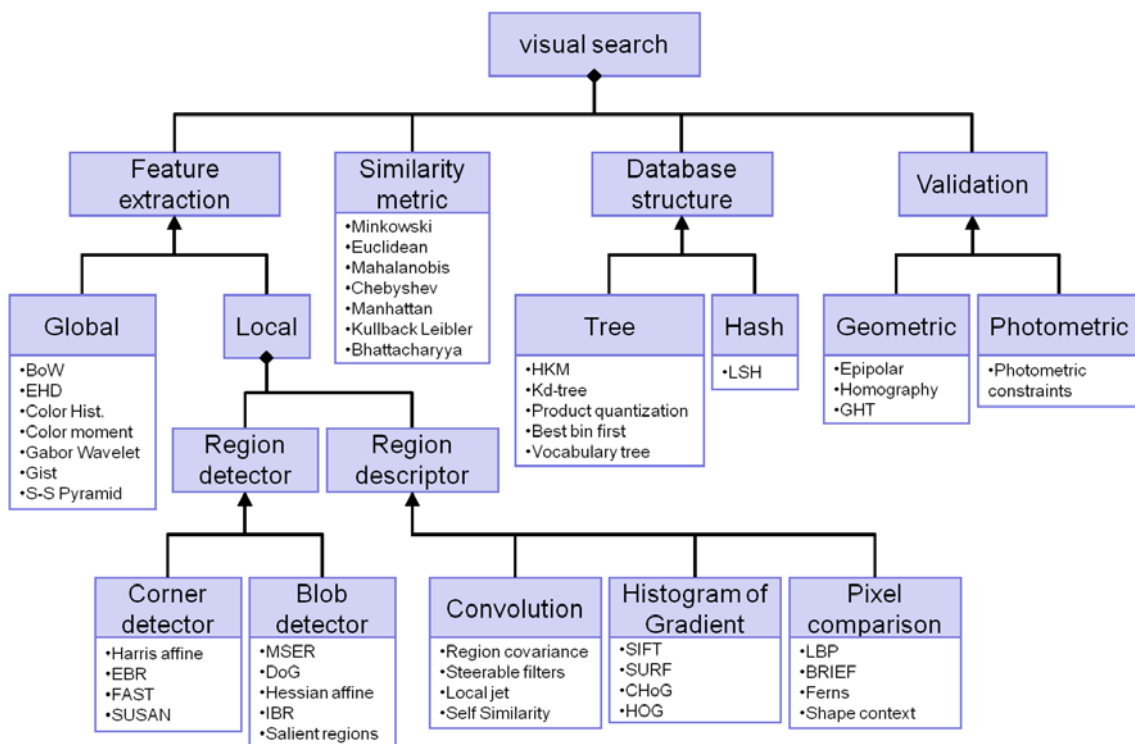 visual search
Feature
extraction
Similarity
metric
•Minkowski
•Euclidean
•Mahalanobis
•Chebyshev
•Manhattan
•Kullback Leibler
•Bhattacharyya
Database
structure
Validation
Global
•BoW
•EHD
•Color Hist.
•Color moment
•Gabor Wavelet
•Gist
•S-S Pyramid
Local
Tree
•HKM
•Kd-tree
•Product quantization
•Best bin first
•Vocabulary tree
Hash
•LSH
Geometric
•Epipolar
•Homography
•GHT
Photometric
•Photometric
constraints
Region
detector
Region
descriptor
Corner
detector
•Harris affine
•EBR
•FAST
•SUSAN
Blob
detector
•MSER
•DoG
•Hessian affine
•IBR
•Salient regions
Convolution
•Region covariance
•Steerable filters
•Local jet
•Self Similarity
Histogram of
Gradient
•SIFT
•SURF
•CHoG
•HOG
Pixel
comparison
•LBP
•BRIEF
•Ferns
•Shape context